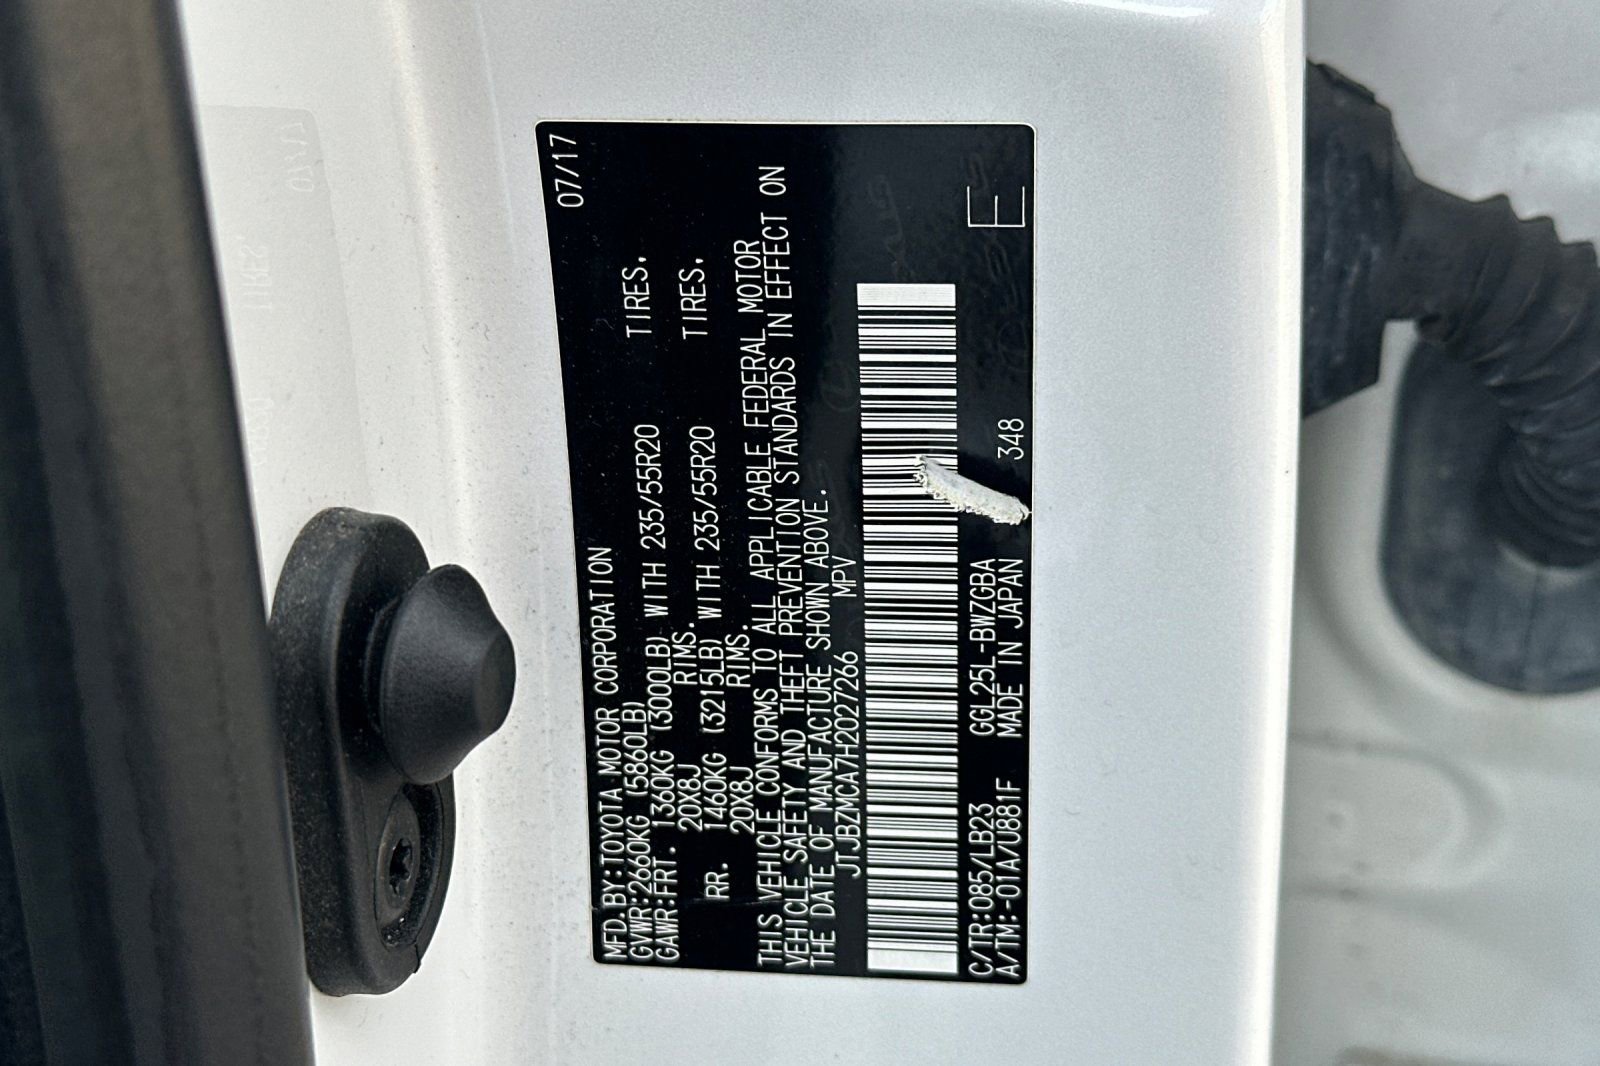 MFD.BY:TOYOTA MOTOR CORPORATION 07/17
GVWR:2660KG (5860LB)
GAWR:FRT. 1360KG (3000LB) WITH 235/55R20 TIRES.
20X8J RIMS.
RR. 1460KG (3215LB) WITH 235/55R20 TIRES.
20X8J RIMS.
THIS VEHICLE CONFORMS TO ALL APPLICABLE FEDERAL MOTOR
VEHICLE SAFETY AND THEFT PREVENTION STANDARDS IN EFFECT ON
THE DATE OF MANUFACTURE SHOWN ABOVE.
JTJBZMCA7H2027266 MPV
C/TR:085/LB23 GGL25L-BWZGBA 348 E
A/TM:-01A/U881F MADE IN JAPAN